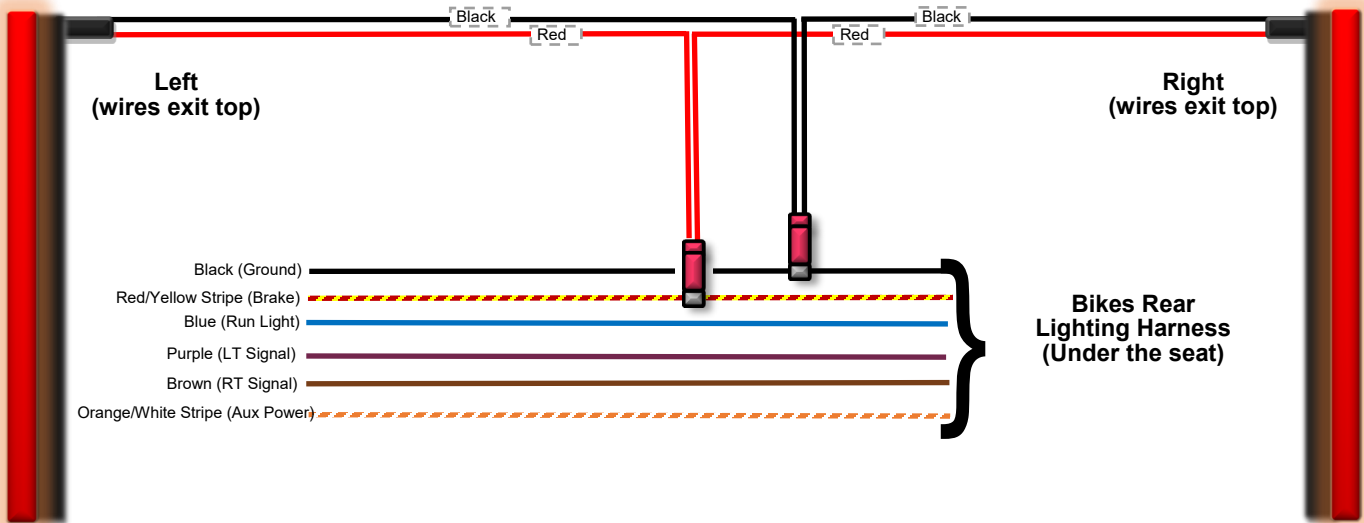 Black
Black
Red
Red
Left
(wires exit top)
Right
(wires exit top)
Black (Ground)
Red/Yellow Stripe (Brake)
Blue (Run Light)
Purple (LT Signal)
Brown (RT Signal)
Orange/White Stripe (Aux Power)
Bikes Rear
Lighting Harness
(Under the seat)